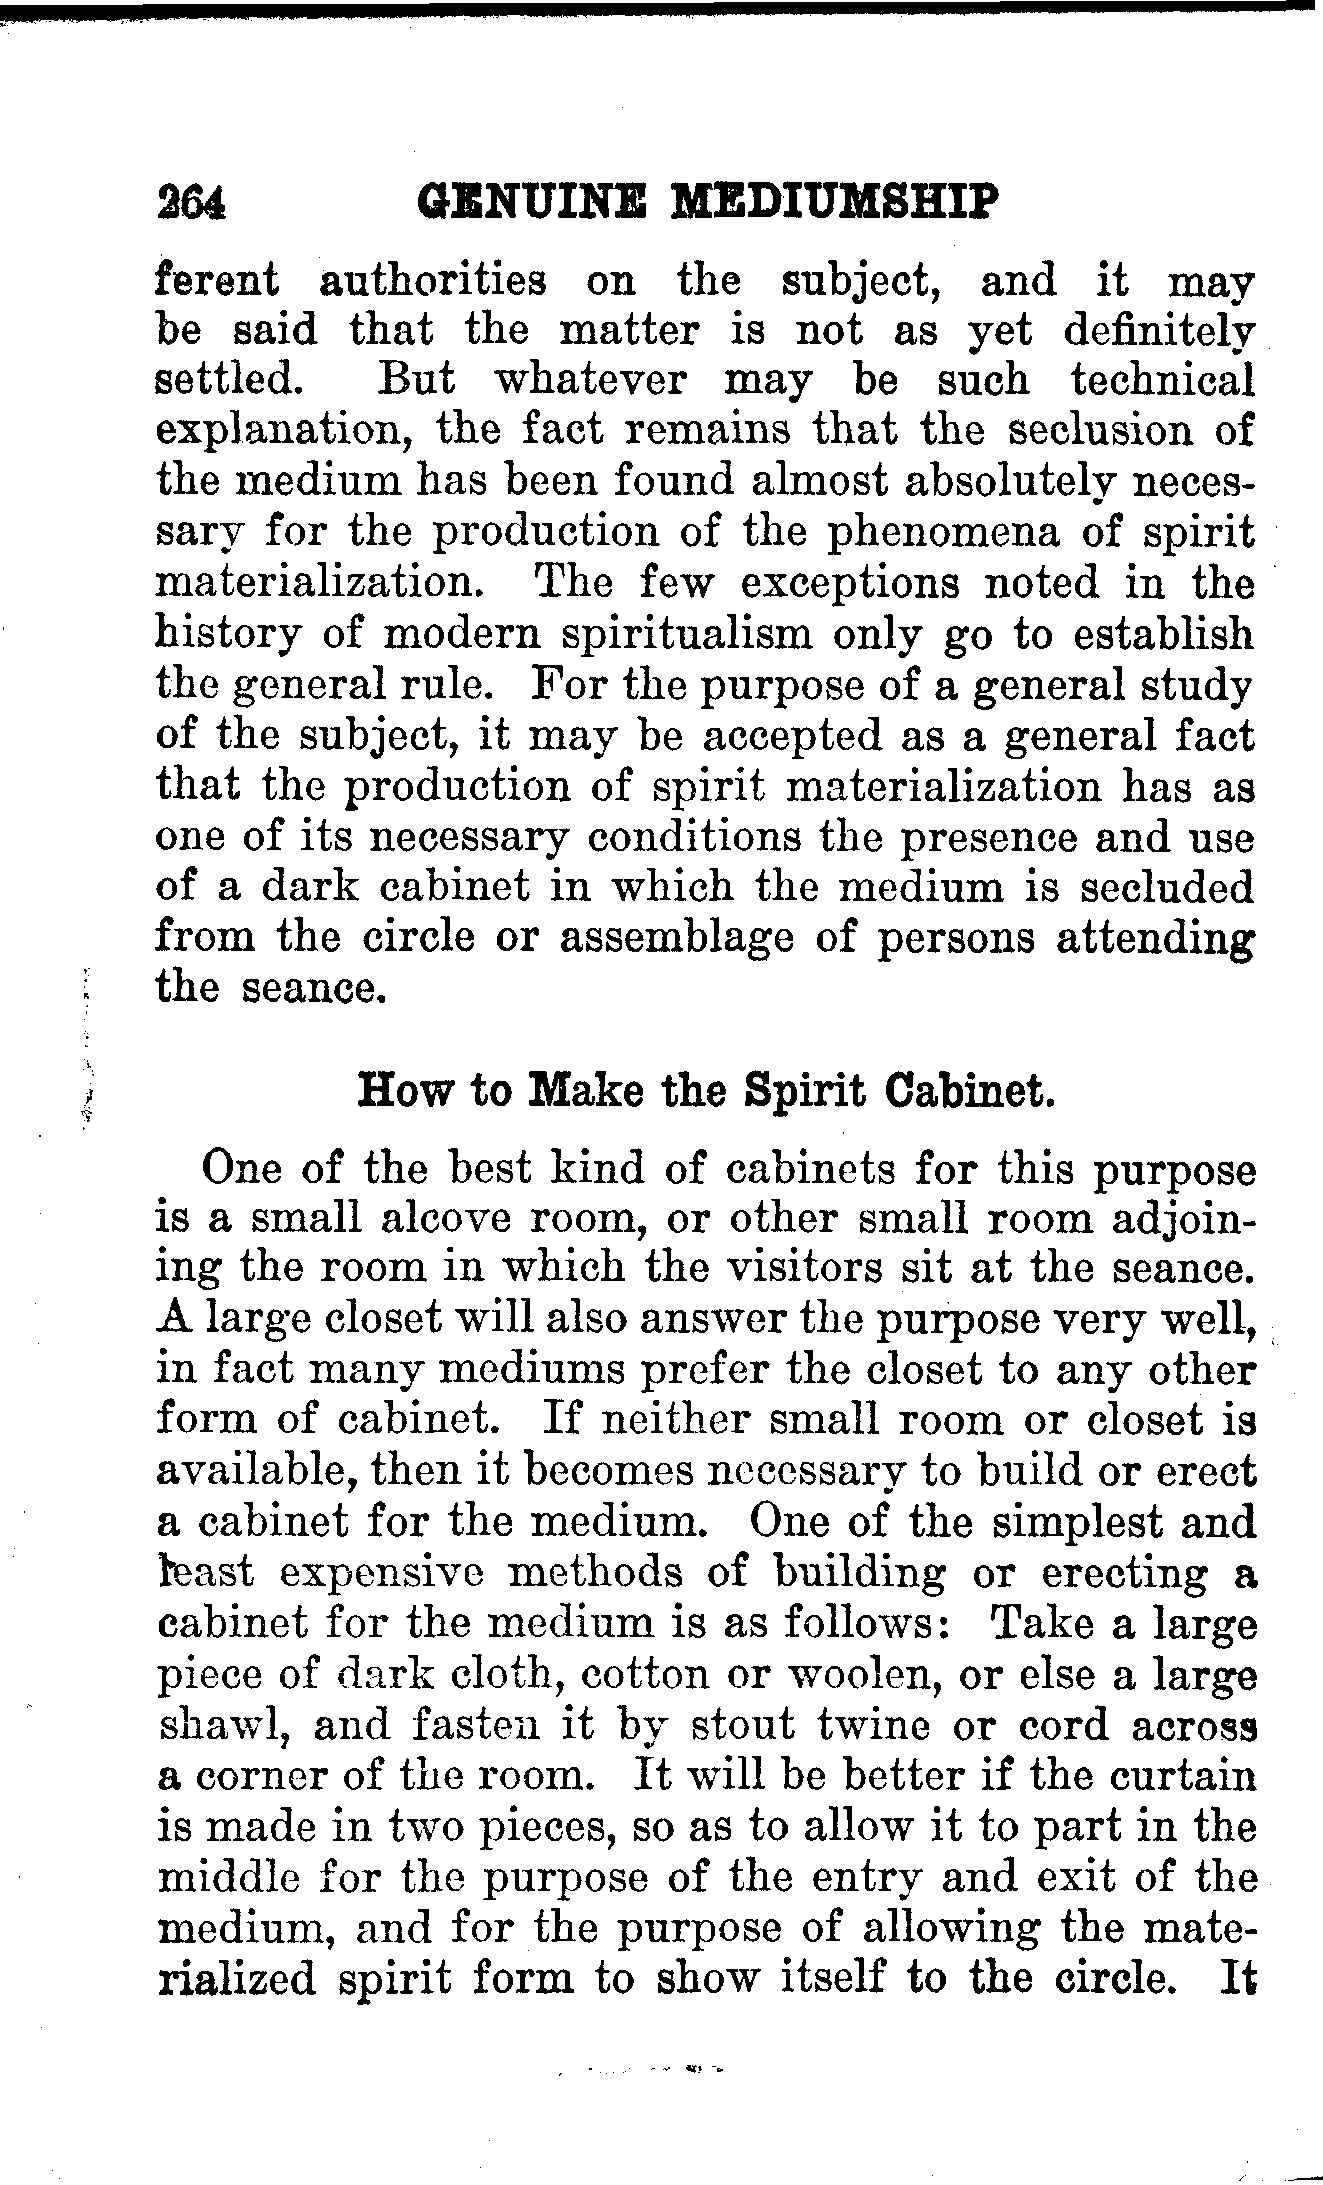 264 GENUINE MEDIUMSHIP
ferent authorities on the subject, and it may
be said that the matter is not as yet definitely
settled. But whatever may be such technical
explanation, the fact remains that the seclusion of
the medium has been found almost absolutely neces-
sary for the production of the phenomena of spirit
materialization. The few exceptions noted in the
history of modern spiritualism only go to establish
the general rule. For the purpose of a general study
of the subject, it may be accepted as a general fact
that the production of spirit materialization has as
one of its necessary conditions the presence and use
of a dark cabinet in which the medium is secluded
from the circle or assemblage of persons attending
the seance.
How to Make the Spirit Cabinet.
One of the best kind of cabinets for this purpose
is a small alcove room, or other small room adjoin-
ing the room in which the visitors sit at the seance.
A large closet will also answer the purpose very well,
in fact many mediums prefer the closet to any other
form of cabinet. If neither small room or closet is
available, then it becomes necessary to build or erect
a cabinet for the medium. One of the simplest and
least expensive methods of building or erecting a
cabinet for the medium is as follows: Take a large
piece of dark cloth, cotton or woolen, or else a large
shawl, and fasten it by stout twine or cord across
a corner of the room. It will be better if the curtain
is made in two pieces, so as to allow it to part in the
middle for the purpose of the entry and exit of the
medium, and for the purpose of allowing the mate-
rialized spirit form to show itself to the circle. It